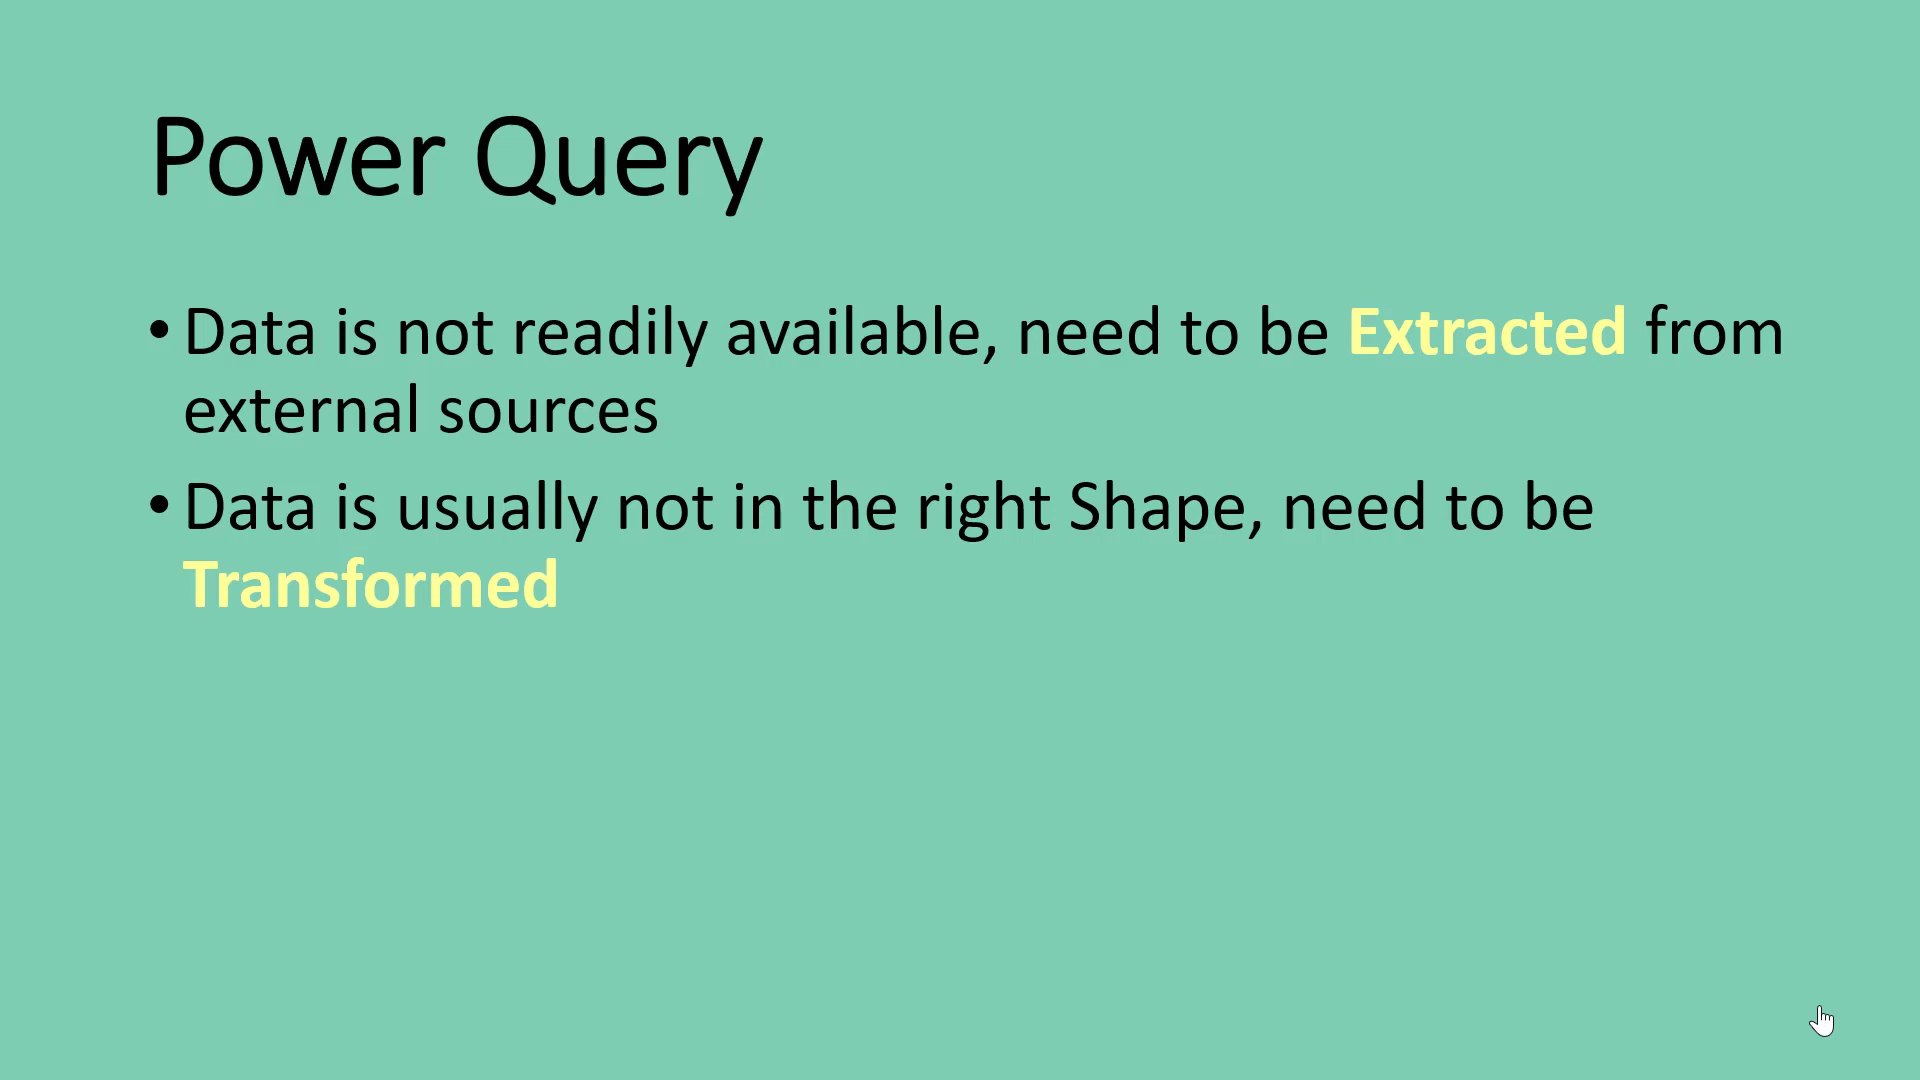 Power Query
• Data is not readily available, need to be Extracted from
external sources
• Data is usually not in the right Shape, need to be
Transformed